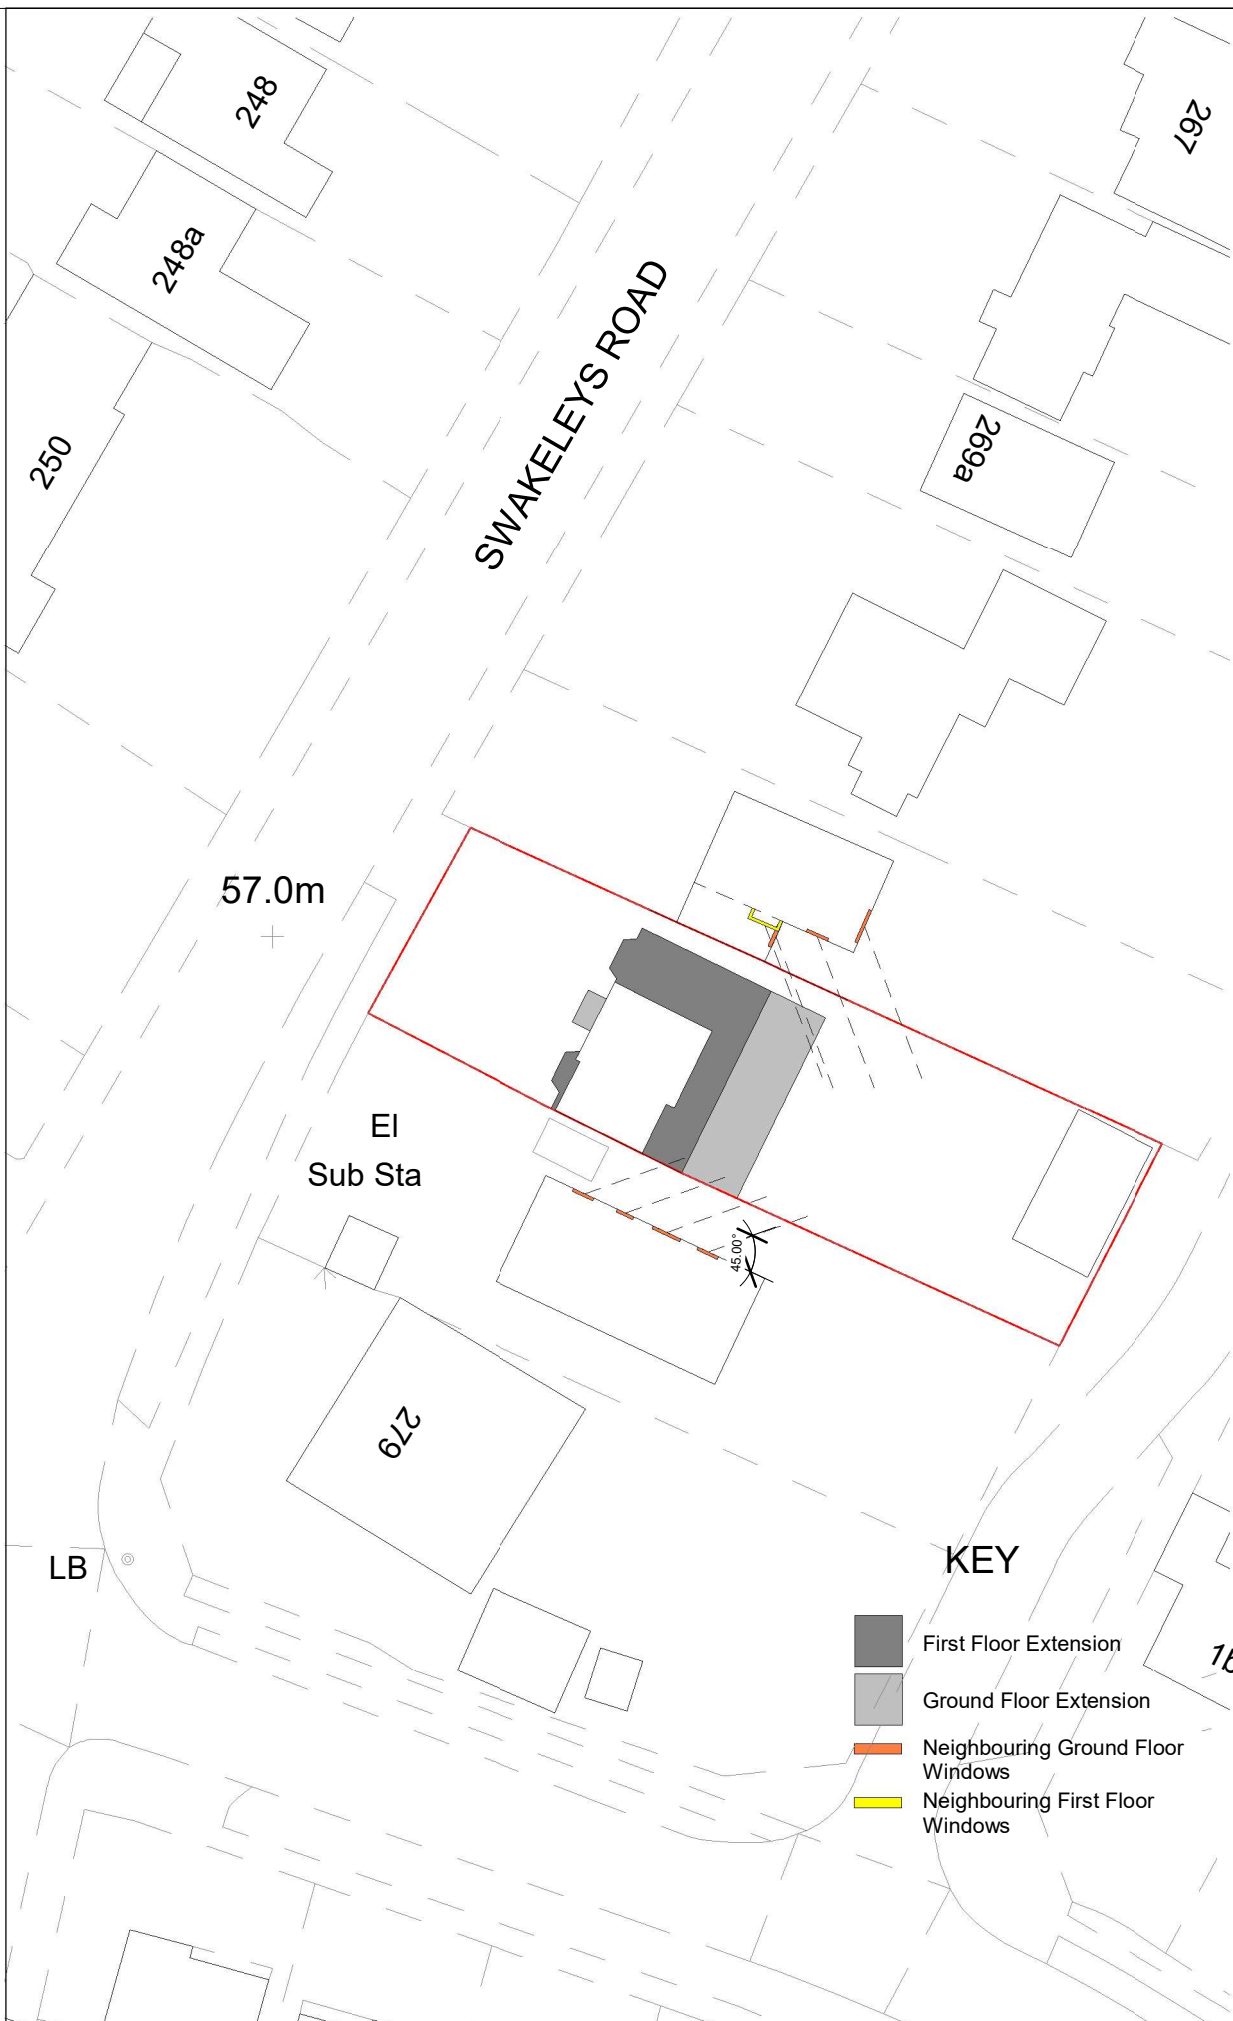 248
267
248a
SWAKELEYS ROAD
250
269a
57.0m
El
Sub Sta
45.00°
279
LB
KEY
First Floor Extension
Ground Floor Extension
Neighbouring Ground Floor
Windows
Neighbouring First Floor
Windows